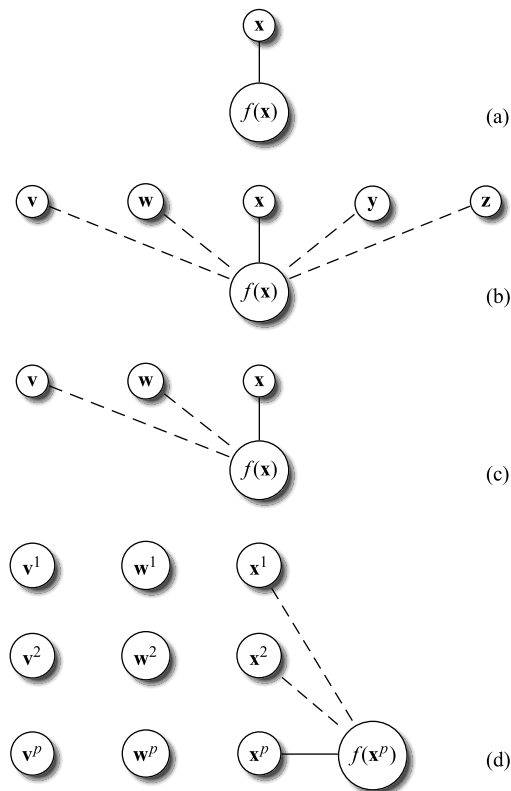 x
f(x)
(a)
v w x y z
f(x)
(b)
v w x
f(x)
(c)
v¹ w¹ x¹
v² w² x²
vᵖ wᵖ xᵖ f(xᵖ)
(d)